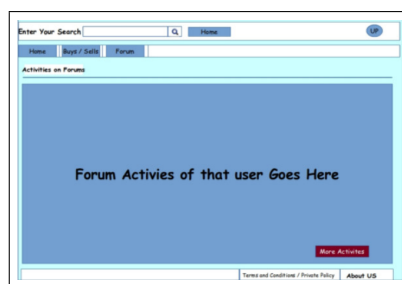 Enter Your Search
Home
UP
Home
Buys / Sells
Forum
Activities on Forums
Forum Activies of that user Goes Here
More Activites
Terms and Conditions / Private Policy
About US